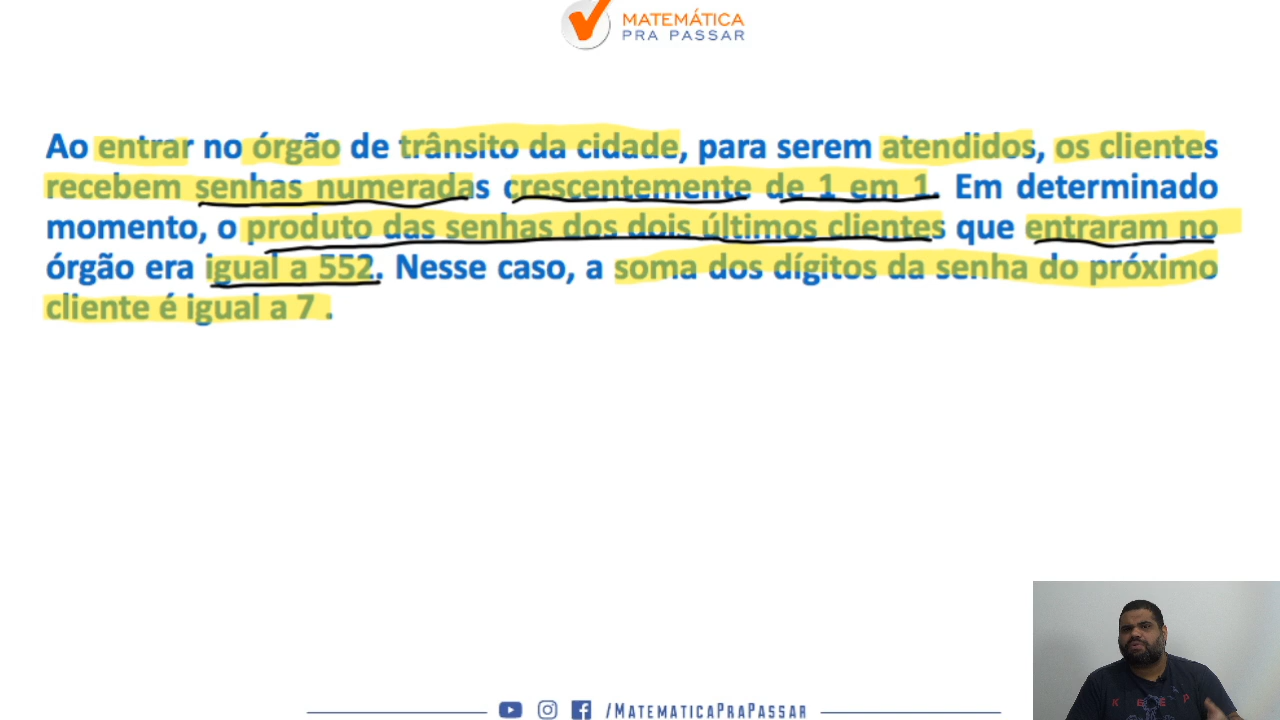 MATEMÁTICA
PRA PASSAR
Ao entrar no órgão de trânsito da cidade, para serem atendidos, os clientes
recebem senhas numeradas crescentemente de 1 em 1. Em determinado
momento, o produto das senhas dos dois últimos clientes que entraram no
órgão era igual a 552. Nesse caso, a soma dos dígitos da senha do próximo
cliente é igual a 7 .
KEEP
/MATEMATICAPRAPASSAR